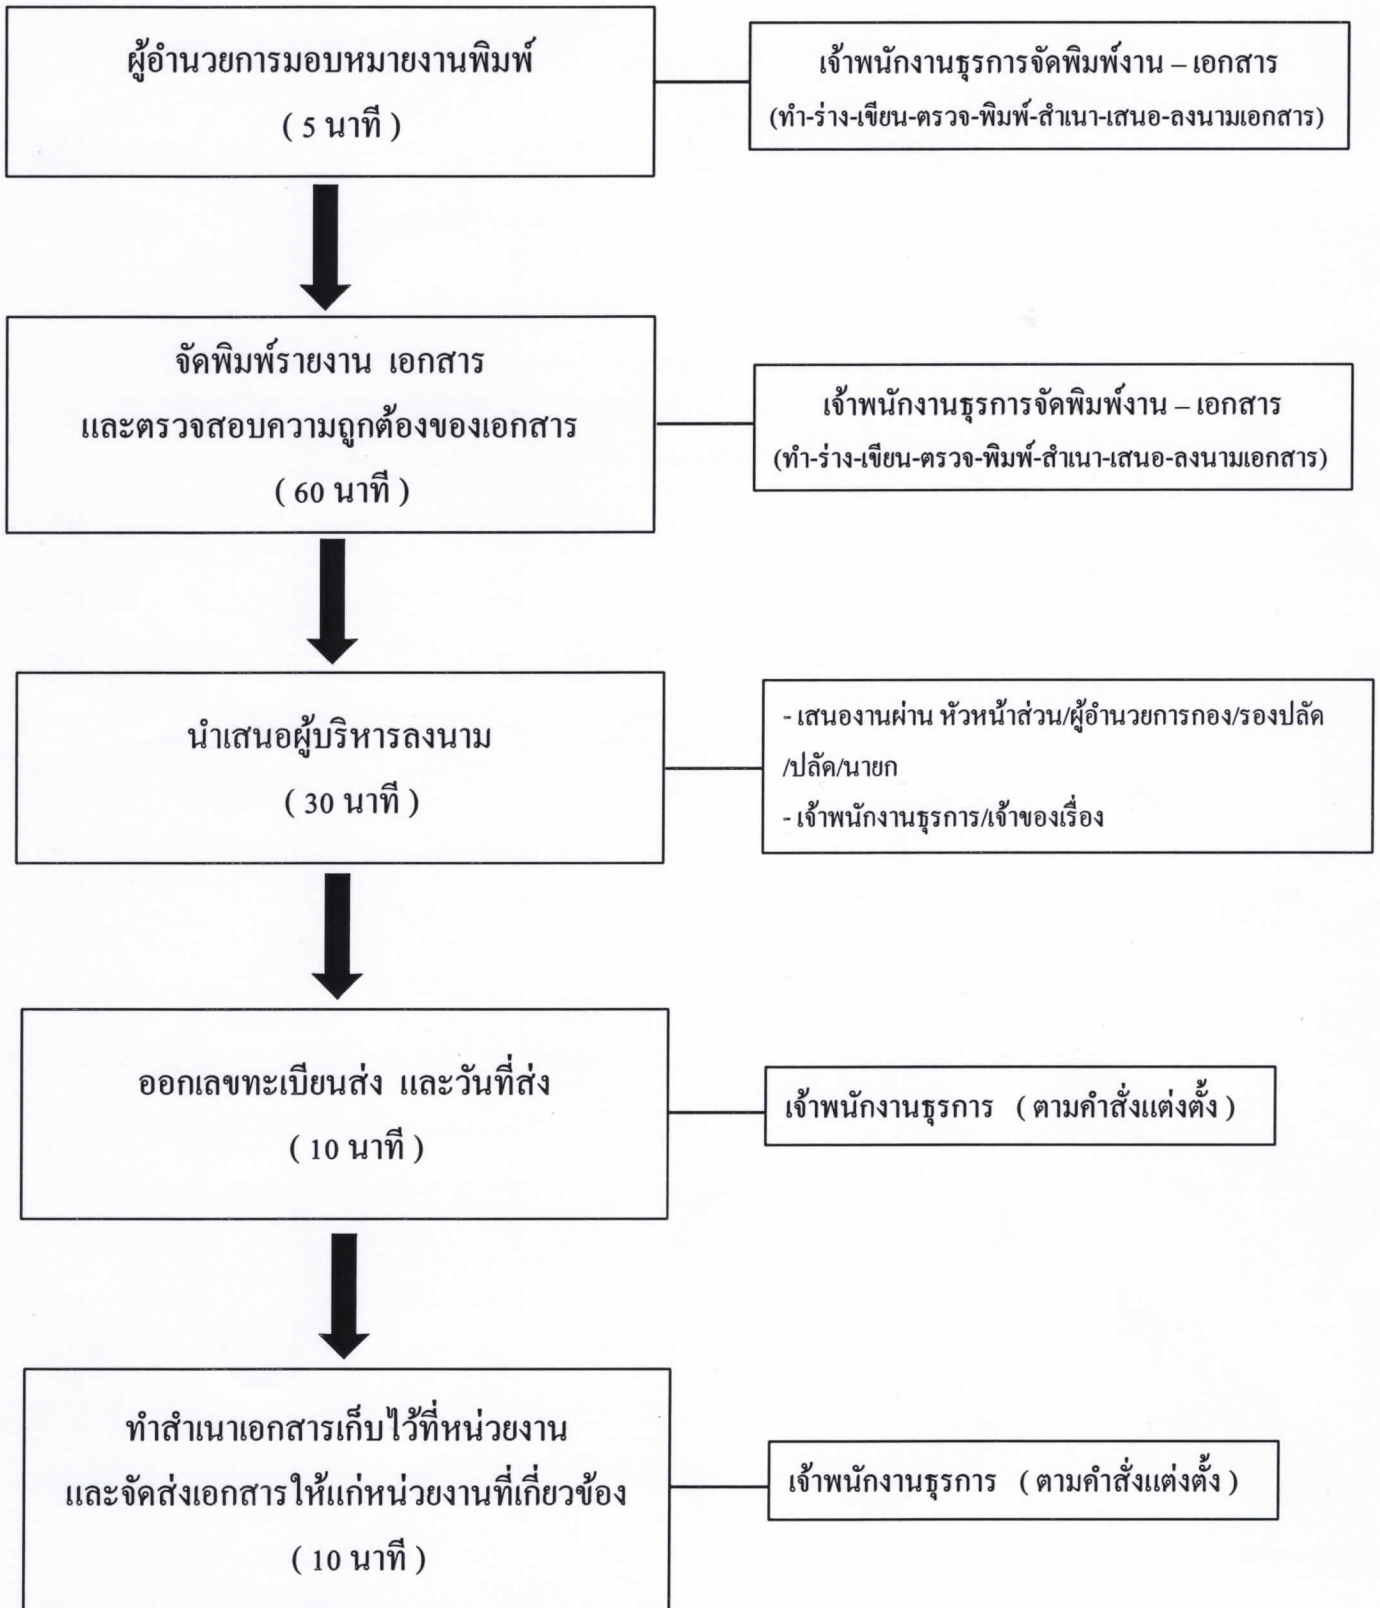 ผู้อำนวยการมอบหมายงานพิมพ์
( 5 นาที )
เจ้าพนักงานธุรการจัดพิมพ์งาน – เอกสาร
(ทำ-ร่าง-เขียน-ตรวจ-พิมพ์-สำเนา-เสนอ-ลงนามเอกสาร)
จัดพิมพ์รายงาน เอกสาร
และตรวจสอบความถูกต้องของเอกสาร
( 60 นาที )
เจ้าพนักงานธุรการจัดพิมพ์งาน – เอกสาร
(ทำ-ร่าง-เขียน-ตรวจ-พิมพ์-สำเนา-เสนอ-ลงนามเอกสาร)
นำเสนอผู้บริหารลงนาม
( 30 นาที )
- เสนองานผ่าน หัวหน้าส่วน/ผู้อำนวยการกอง/รองปลัด
/ปลัด/นายก
- เจ้าพนักงานธุรการ/เจ้าของเรื่อง
ออกเลขทะเบียนส่ง และวันที่ส่ง
( 10 นาที )
เจ้าพนักงานธุรการ ( ตามคำสั่งแต่งตั้ง )
ทำสำเนาเอกสารเก็บไว้ที่หน่วยงาน
และจัดส่งเอกสารให้แก่หน่วยงานที่เกี่ยวข้อง
( 10 นาที )
เจ้าพนักงานธุรการ ( ตามคำสั่งแต่งตั้ง )